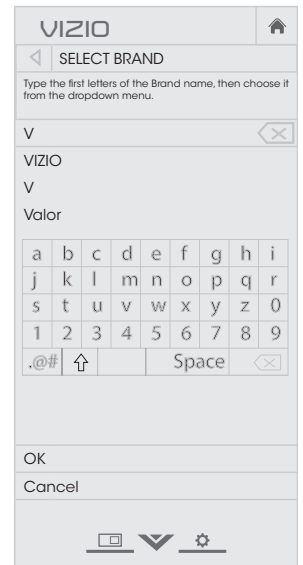 VIZIO
SELECT BRAND
Type the first letters of the Brand name, then choose it
from the dropdown menu.
V
VIZIO
V
Valor
a b c d e f g h i
j k l m n o p q r
s t u v w x y z 0
1 2 3 4 5 6 7 8 9
.@# Space
OK
Cancel